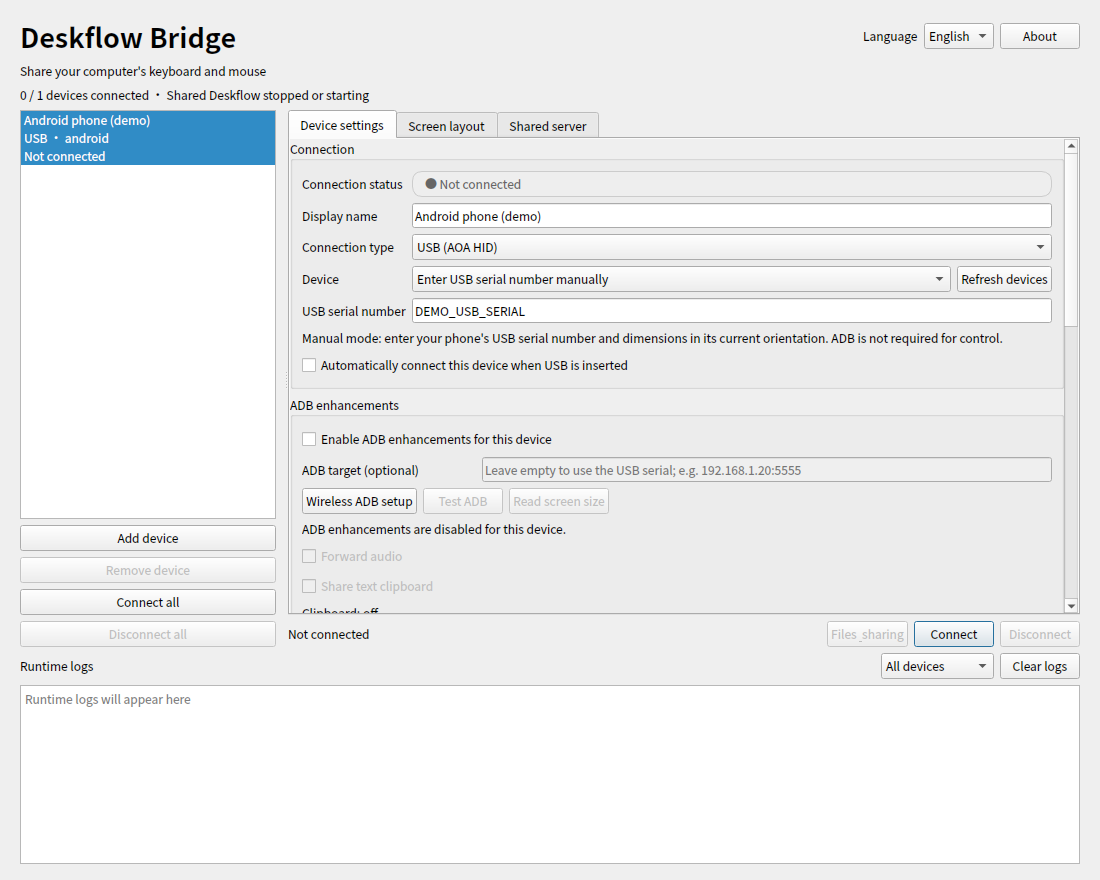 Deskflow Bridge
Language English About
Share your computer's keyboard and mouse
0 / 1 devices connected • Shared Deskflow stopped or starting
Android phone (demo)
USB • android
Not connected
Add device
Remove device
Connect all
Disconnect all
Device settings Screen layout Shared server
Connection
Connection status Not connected
Display name Android phone (demo)
Connection type USB (AOA HID)
Device Enter USB serial number manually Refresh devices
USB serial number DEMO_USB_SERIAL
Manual mode: enter your phone's USB serial number and dimensions in its current orientation. ADB is not required for control.
Automatically connect this device when USB is inserted
ADB enhancements
Enable ADB enhancements for this device
ADB target (optional) Leave empty to use the USB serial; e.g. 192.168.1.20:5555
Wireless ADB setup Test ADB Read screen size
ADB enhancements are disabled for this device.
Forward audio
Share text clipboard
Clipboard: off
Not connected Files_sharing Connect Disconnect
Runtime logs All devices Clear logs
Runtime logs will appear here